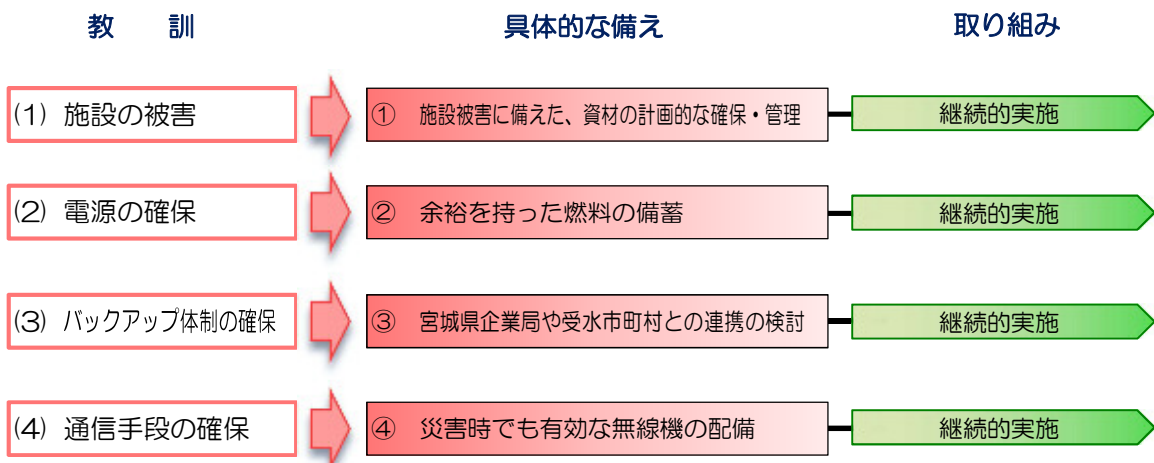 教　訓
具体的な備え
取り組み
(1) 施設の被害
① 施設被害に備えた、資材の計画的な確保・管理
継続的実施
(2) 電源の確保
② 余裕を持った燃料の備蓄
継続的実施
(3) バックアップ体制の確保
③ 宮城県企業局や受水市町村との連携の検討
継続的実施
(4) 通信手段の確保
④ 災害時でも有効な無線機の配備
継続的実施